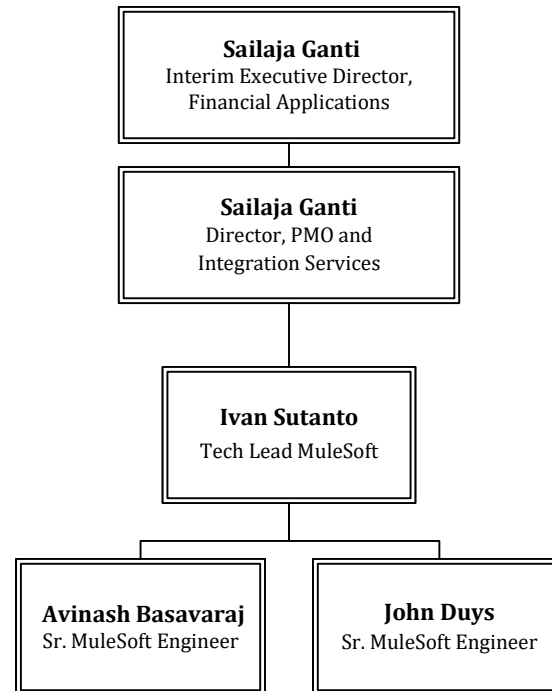 Sailaja Ganti
Interim Executive Director,
Financial Applications
Sailaja Ganti
Director, PMO and
Integration Services
Ivan Sutanto
Tech Lead MuleSoft
Avinash Basavaraj
Sr. MuleSoft Engineer
John Duys
Sr. MuleSoft Engineer